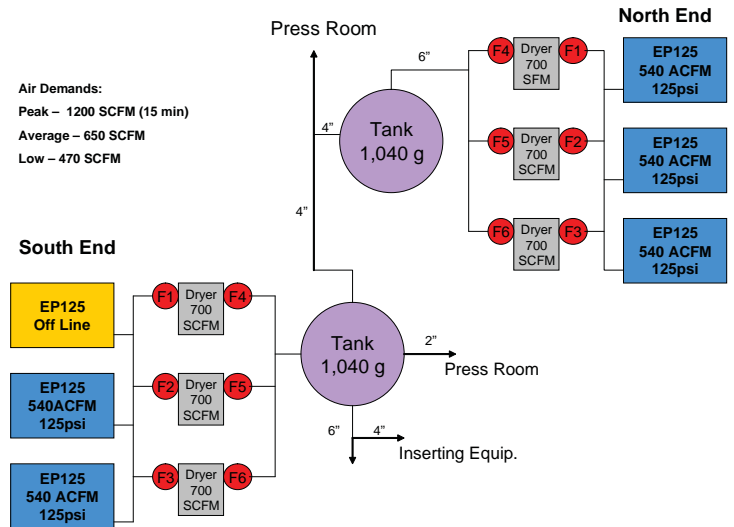 North End
Press Room
6”
F4
Dryer
700
SFM
F1
EP125
540 ACFM
125psi
Air Demands:
Peak – 1200 SCFM (15 min)
Average – 650 SCFM
Low – 470 SCFM
4”
Tank
1,040 g
F5
Dryer
700
SCFM
F2
EP125
540 ACFM
125psi
4”
F6
Dryer
700
SCFM
F3
EP125
540 ACFM
125psi
South End
EP125
Off Line
F1
Dryer
700
SCFM
F4
Tank
1,040 g
2”
Press Room
EP125
540ACFM
125psi
F2
Dryer
700
SCFM
F5
6”
4”
Inserting Equip.
EP125
540 ACFM
125psi
F3
Dryer
700
SCFM
F6